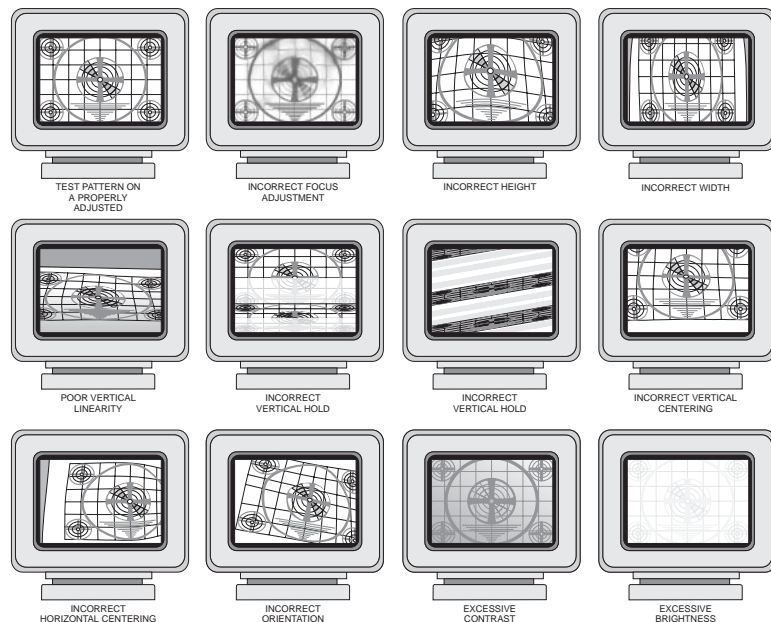 TEST PATTERN ON
A PROPERLY
ADJUSTED
INCORRECT FOCUS
ADJUSTMENT
INCORRECT HEIGHT
INCORRECT WIDTH
POOR VERTICAL
LINEARITY
INCORRECT
VERTICAL HOLD
INCORRECT
VERTICAL HOLD
INCORRECT VERTICAL
CENTERING
INCORRECT
HORIZONTAL CENTERING
INCORRECT
ORIENTATION
EXCESSIVE
CONTRAST
EXCESSIVE
BRIGHTNESS